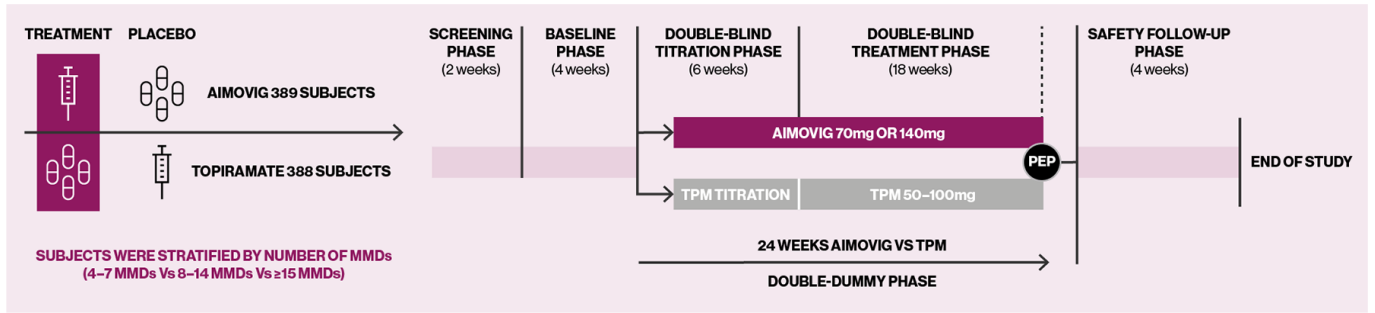 TREATMENT
PLACEBO
AIMOVIG 389 SUBJECTS
TOPIRAMATE 388 SUBJECTS
SUBJECTS WERE STRATIFIED BY NUMBER OF MMDs
(4–7 MMDs Vs 8–14 MMDs Vs ≥15 MMDs)
SCREENING
PHASE
(2 weeks)
BASELINE
PHASE
(4 weeks)
DOUBLE-BLIND
TITRATION PHASE
(6 weeks)
DOUBLE-BLIND
TREATMENT PHASE
(18 weeks)
SAFETY FOLLOW-UP
PHASE
(4 weeks)
AIMOVIG 70mg OR 140mg
PEP
TPM TITRATION
TPM 50–100mg
END OF STUDY
24 WEEKS AIMOVIG VS TPM
DOUBLE-DUMMY PHASE